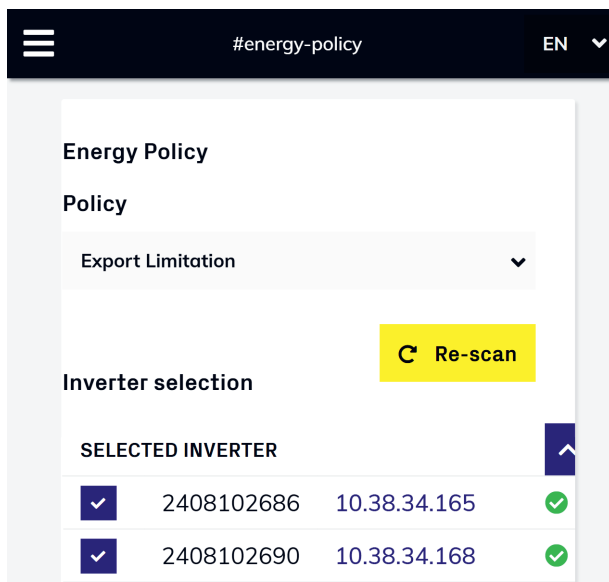 #energy-policy EN
Energy Policy
Policy
Export Limitation
Re-scan
Inverter selection
SELECTED INVERTER
2408102686 10.38.34.165
2408102690 10.38.34.168